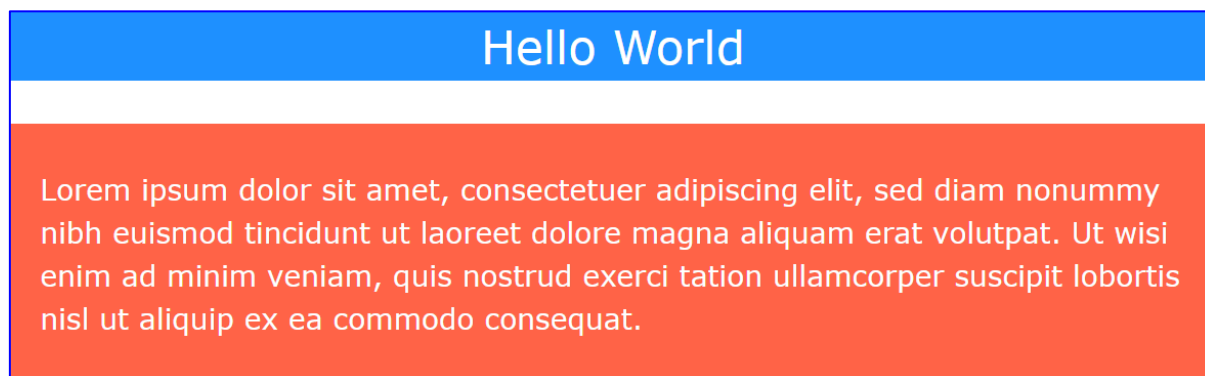 Hello World
Lorem ipsum dolor sit amet, consectetuer adipiscing elit, sed diam nonummy
nibh euismod tincidunt ut laoreet dolore magna aliquam erat volutpat. Ut wisi
enim ad minim veniam, quis nostrud exerci tation ullamcorper suscipit lobortis
nisl ut aliquip ex ea commodo consequat.